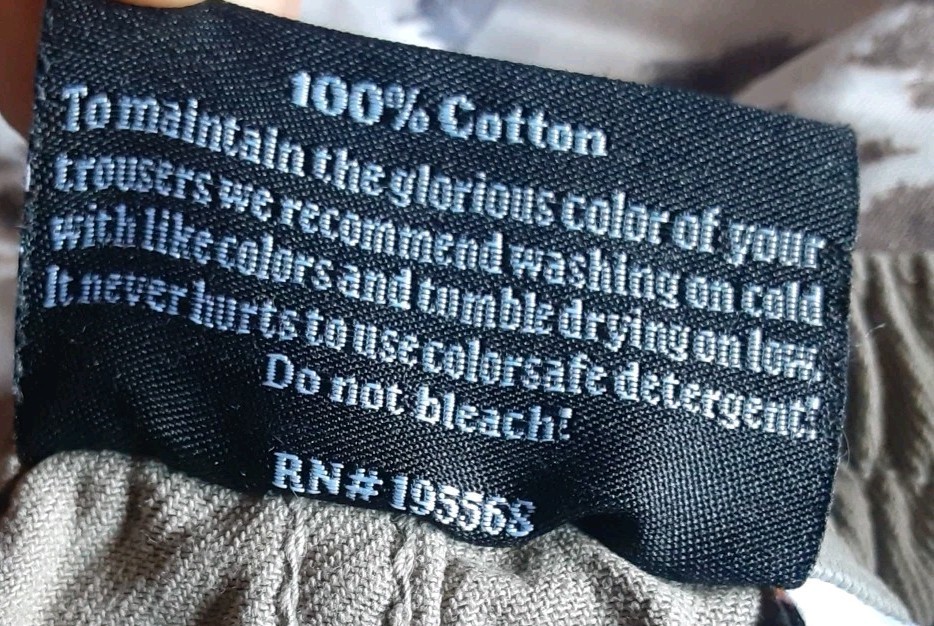 100% Cotton
To maintain the glorious color of your
trousers we recommend washing on cold
with like colors and tumble drying on low.
It never hurts to use colorsafe detergent!
Do not bleach!
RN# 195565